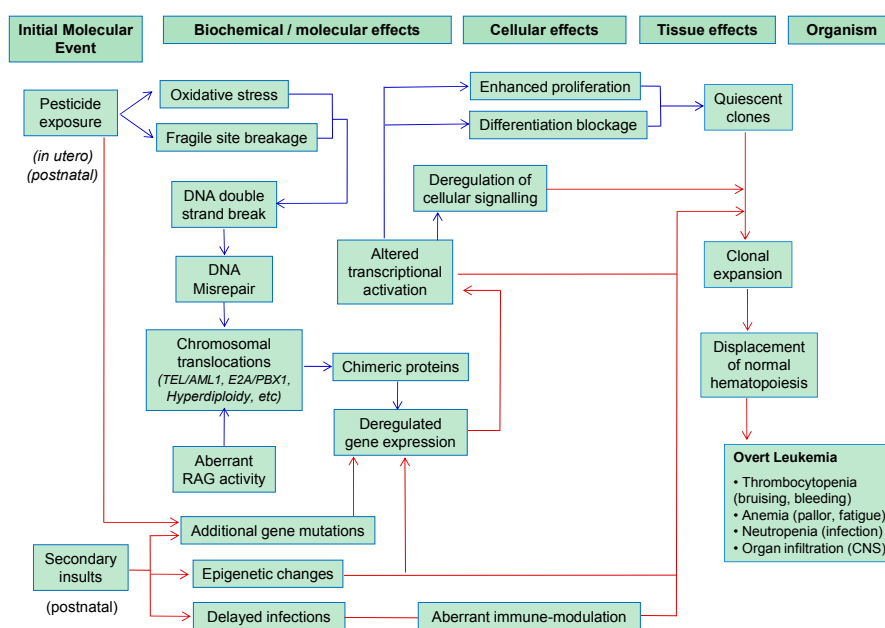 Initial Molecular
Event
Biochemical / molecular effects
Cellular effects
Tissue effects
Organism
Pesticide
exposure
(in utero)
(postnatal)
Oxidative stress
Fragile site breakage
Enhanced proliferation
Differentiation blockage
Quiescent
clones
DNA double
strand break
Deregulation of
cellular signalling
DNA
Misrepair
Altered
transcriptional
activation
Clonal
expansion
Chromosomal
translocations
(TEL/AML1, E2A/PBX1,
Hyperdiploidy, etc)
Chimeric proteins
Displacement
of normal
hematopoiesis
Deregulated
gene expression
Aberrant
RAG activity
Overt Leukemia
• Thrombocytopenia
(bruising, bleeding)
• Anemia (pallor, fatigue)
• Neutropenia (infection)
• Organ infiltration (CNS)
Additional gene mutations
Secondary
insults
(postnatal)
Epigenetic changes
Delayed infections
Aberrant immune-modulation